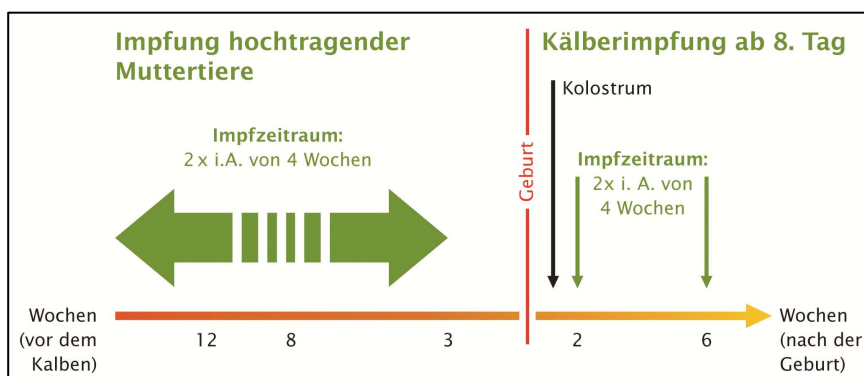 Impfung hochtragender
Muttertiere
Impfzeitraum:
2 x i.A. von 4 Wochen
Geburt
Kälberimpfung ab 8. Tag
Kolostrum
Impfzeitraum:
2x i. A. von
4 Wochen
Wochen
(vor dem
Kalben)
12 8 3
2 6
Wochen
(nach der
Geburt)